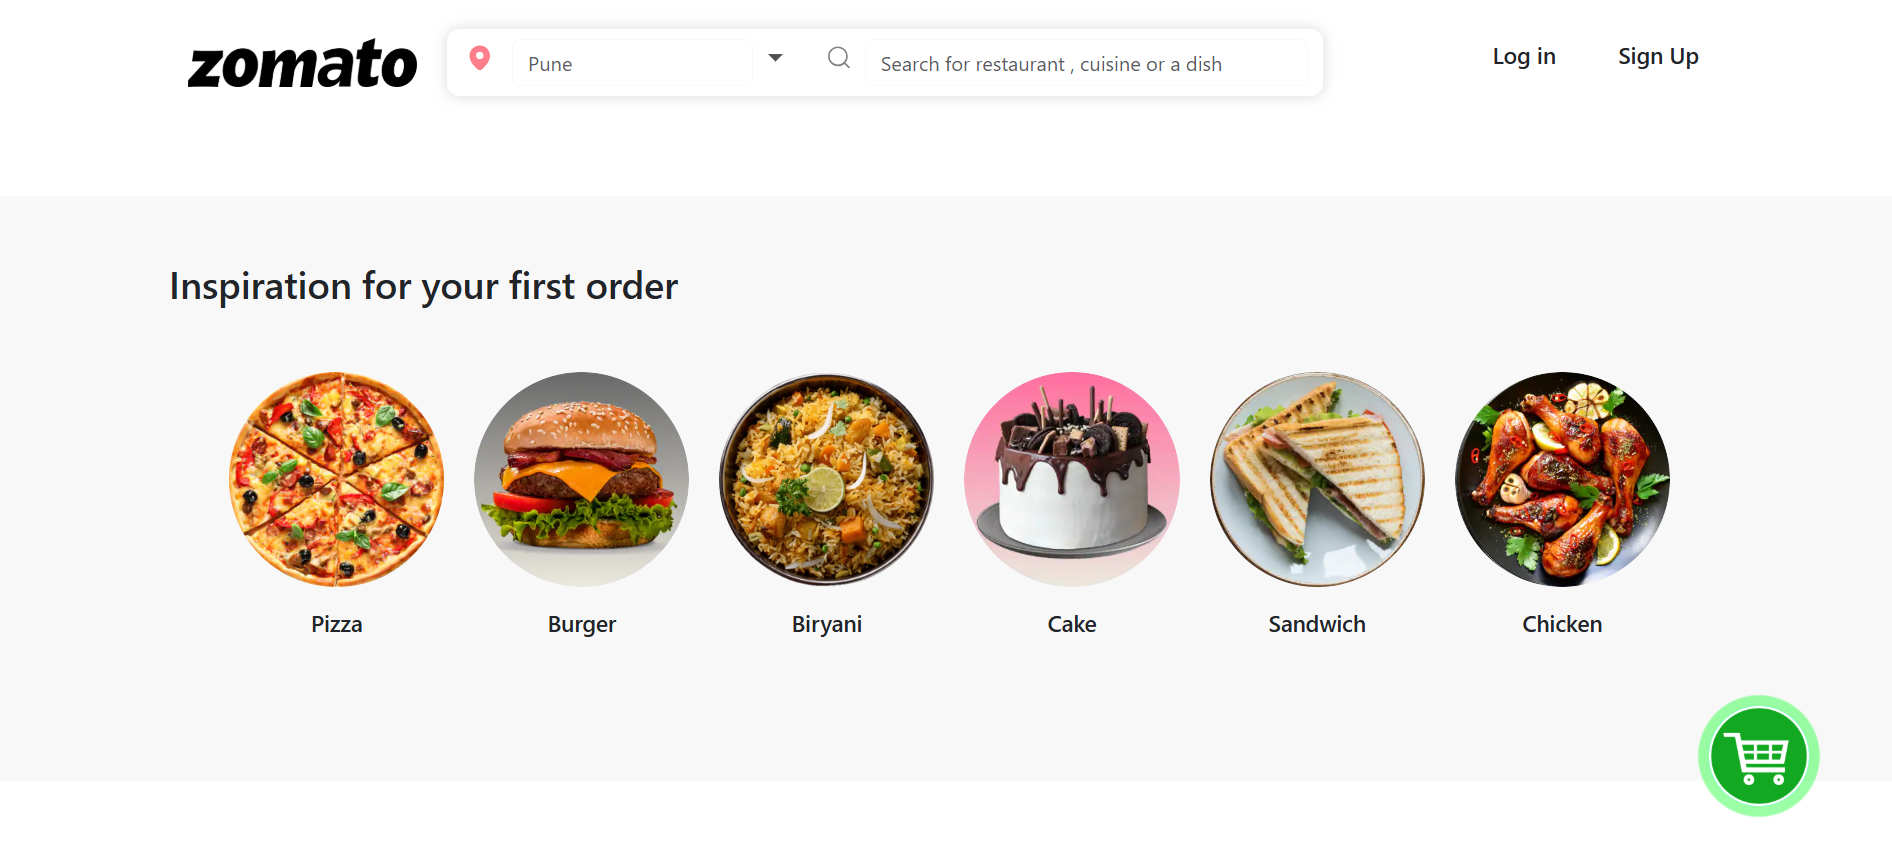 zomato
Pune
Search for restaurant , cuisine or a dish
Log in
Sign Up
Inspiration for your first order
Pizza
Burger
Biryani
Cake
Sandwich
Chicken